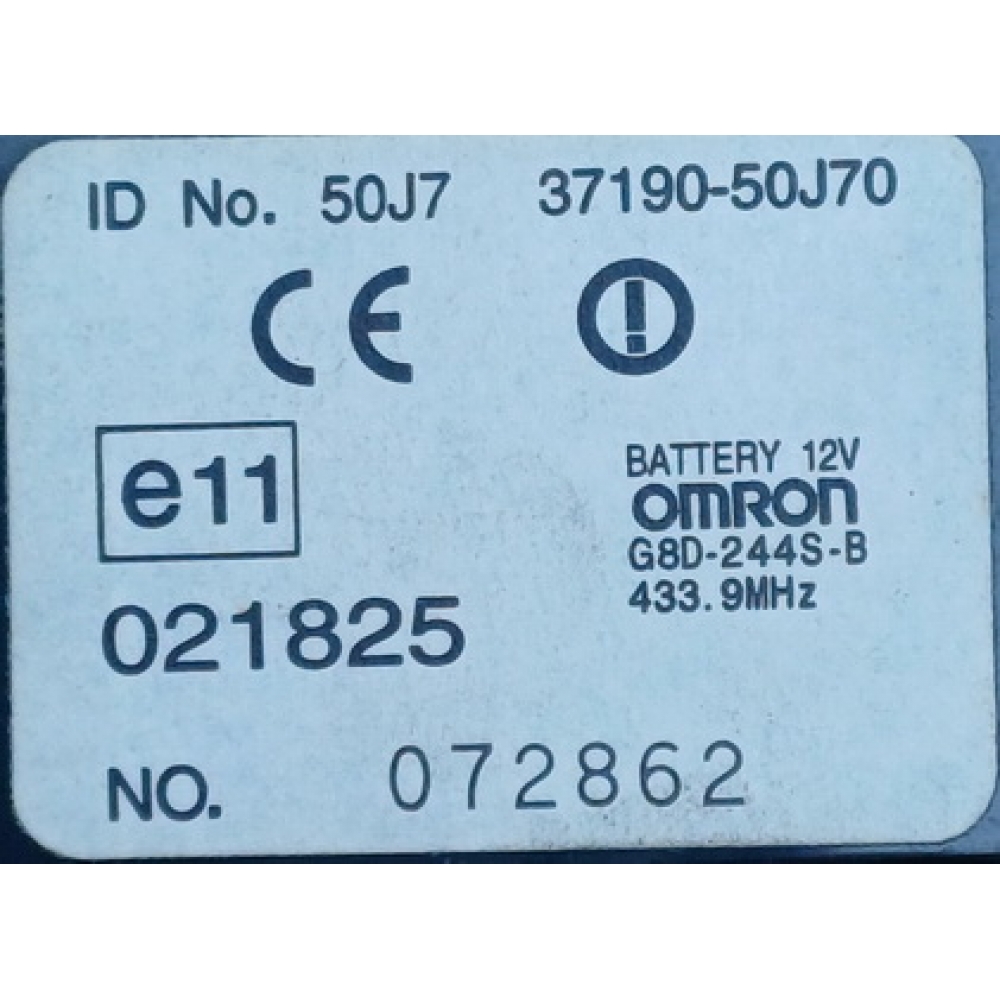 ID No. 50J7 37190-50J70
CE
e11
BATTERY 12V
OMRON
G8D-244S-B
433.9MHz
021825
NO. 072862